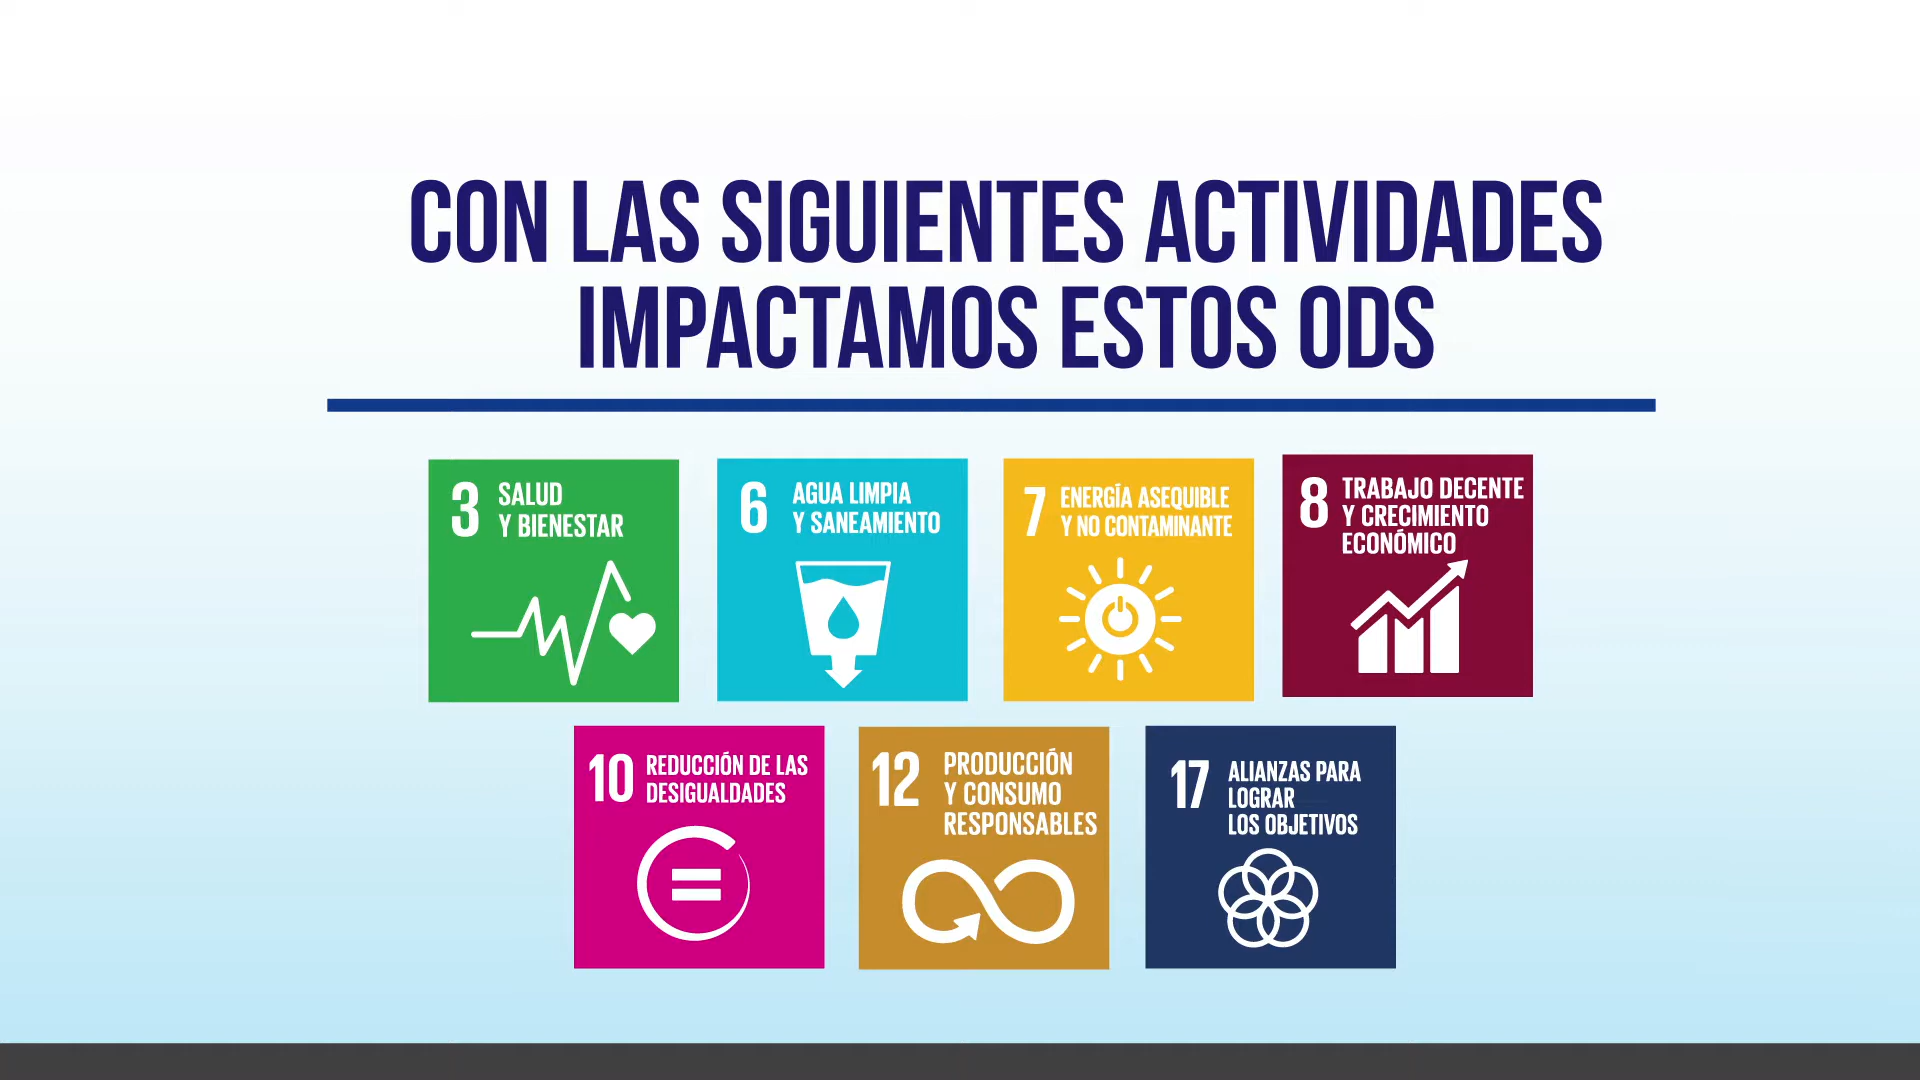 CON LAS SIGUIENTES ACTIVIDADES
IMPACTAMOS ESTOS ODS
3 SALUD
Y BIENESTAR
6 AGUA LIMPIA
Y SANEAMIENTO
7 ENERGÍA ASEQUIBLE
Y NO CONTAMINANTE
8 TRABAJO DECENTE
Y CRECIMIENTO
ECONÓMICO
10 REDUCCIÓN DE LAS
DESIGUALDADES
12 PRODUCCIÓN
Y CONSUMO
RESPONSABLES
17 ALIANZAS PARA
LOGRAR
LOS OBJETIVOS